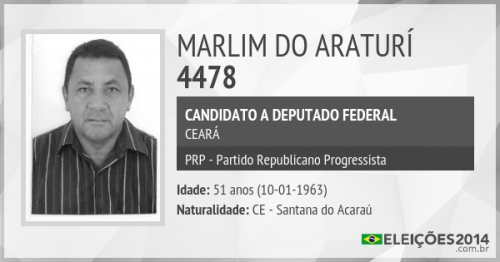 MARLIM DO ARATURÍ
4478
CANDIDATO A DEPUTADO FEDERAL
CEARÁ
PRP - Partido Republicano Progressista
Idade: 51 anos (10-01-1963)
Naturalidade: CE - Santana do Acaraú
ELEIÇÕES2014
.com.br